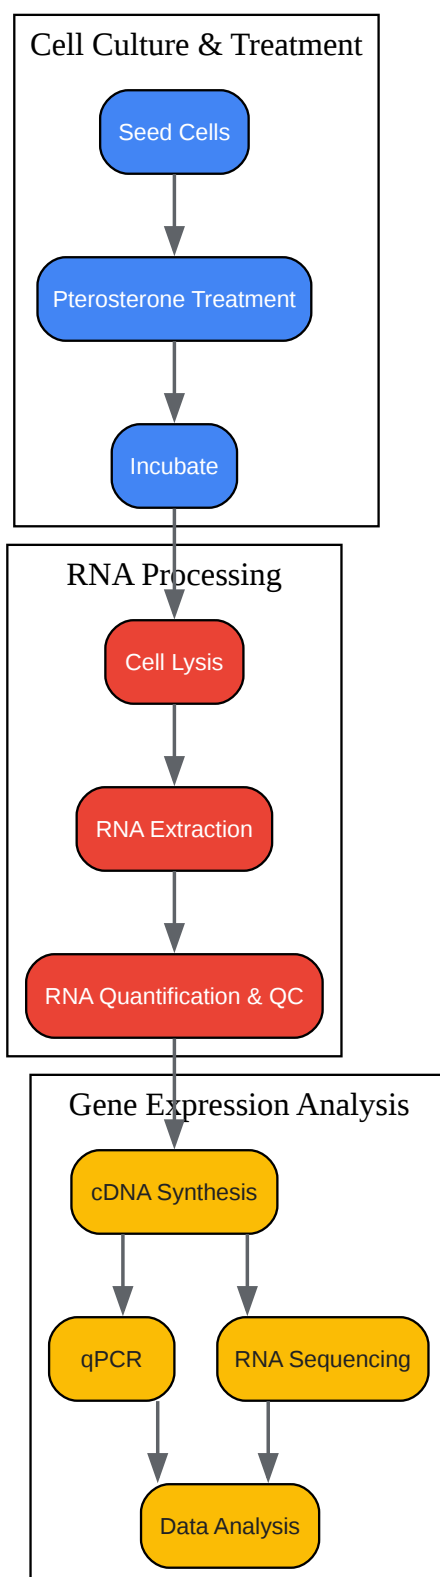 Cell Culture & Treatment
Seed Cells
Pterosterone Treatment
Incubate
RNA Processing
Cell Lysis
RNA Extraction
RNA Quantification & QC
Gene Expression Analysis
cDNA Synthesis
qPCR
RNA Sequencing
Data Analysis